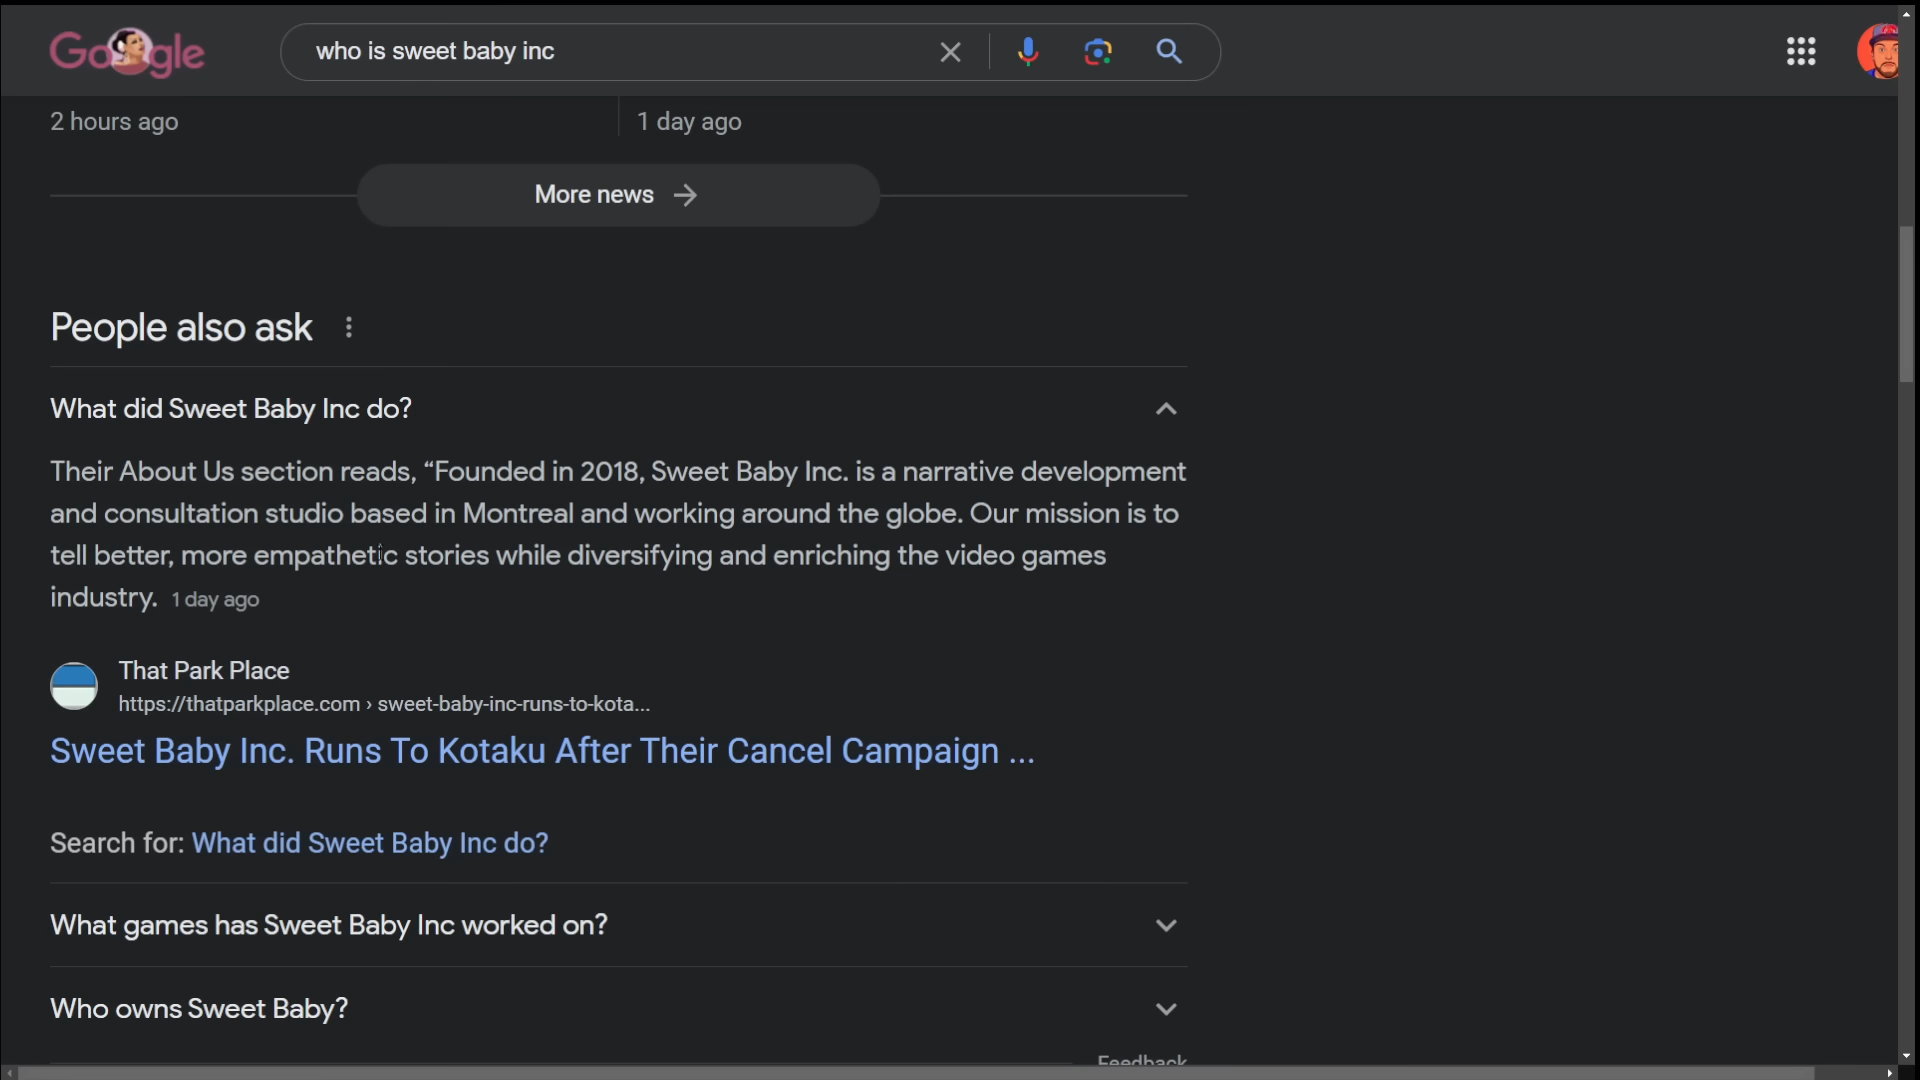 Google
who is sweet baby inc
2 hours ago
1 day ago
More news
People also ask
What did Sweet Baby Inc do?
Their About Us section reads, “Founded in 2018, Sweet Baby Inc. is a narrative development
and consultation studio based in Montreal and working around the globe. Our mission is to
tell better, more empathetic stories while diversifying and enriching the video games
industry. 1 day ago
That Park Place
https://thatparkplace.com › sweet-baby-inc-runs-to-kota...
Sweet Baby Inc. Runs To Kotaku After Their Cancel Campaign ...
Search for: What did Sweet Baby Inc do?
What games has Sweet Baby Inc worked on?
Who owns Sweet Baby?
Feedback